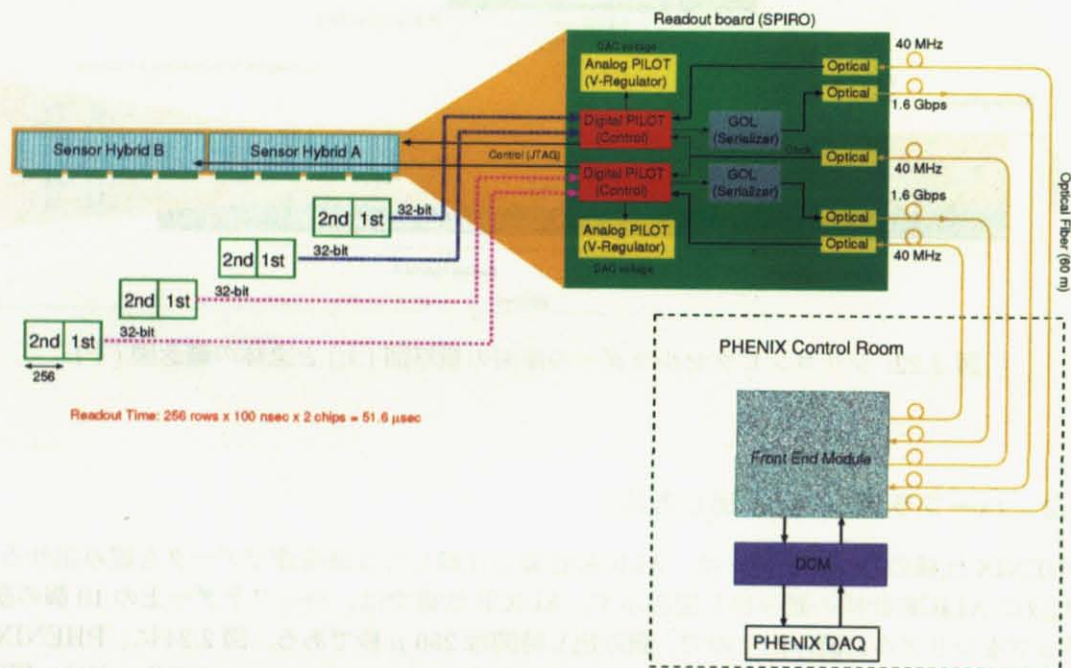 Readout board (SPIRO)
DAC voltage
Analog PILOT
(V-Regulator)
Optical
40 MHz
Optical
1.6 Gbps
Digital PILOT
(Control)
GOL
(Serializer)
Clock
Sensor Hybrid B
Sensor Hybrid A
Control (JTAG)
Optical
40 MHz
Digital PILOT
(Control)
GOL
(Serializer)
1.6 Gbps
Optical
Analog PILOT
(V-Regulator)
Optical
40 MHz
DAC voltage
Optical Fiber (60 m)
2nd 1st
32-bit
2nd 1st
32-bit
2nd 1st
32-bit
2nd 1st
32-bit
256
Readout Time: 256 rows x 100 nsec x 2 chips = 51.6 μsec
PHENIX Control Room
Front End Module
DCM
PHENIX DAQ